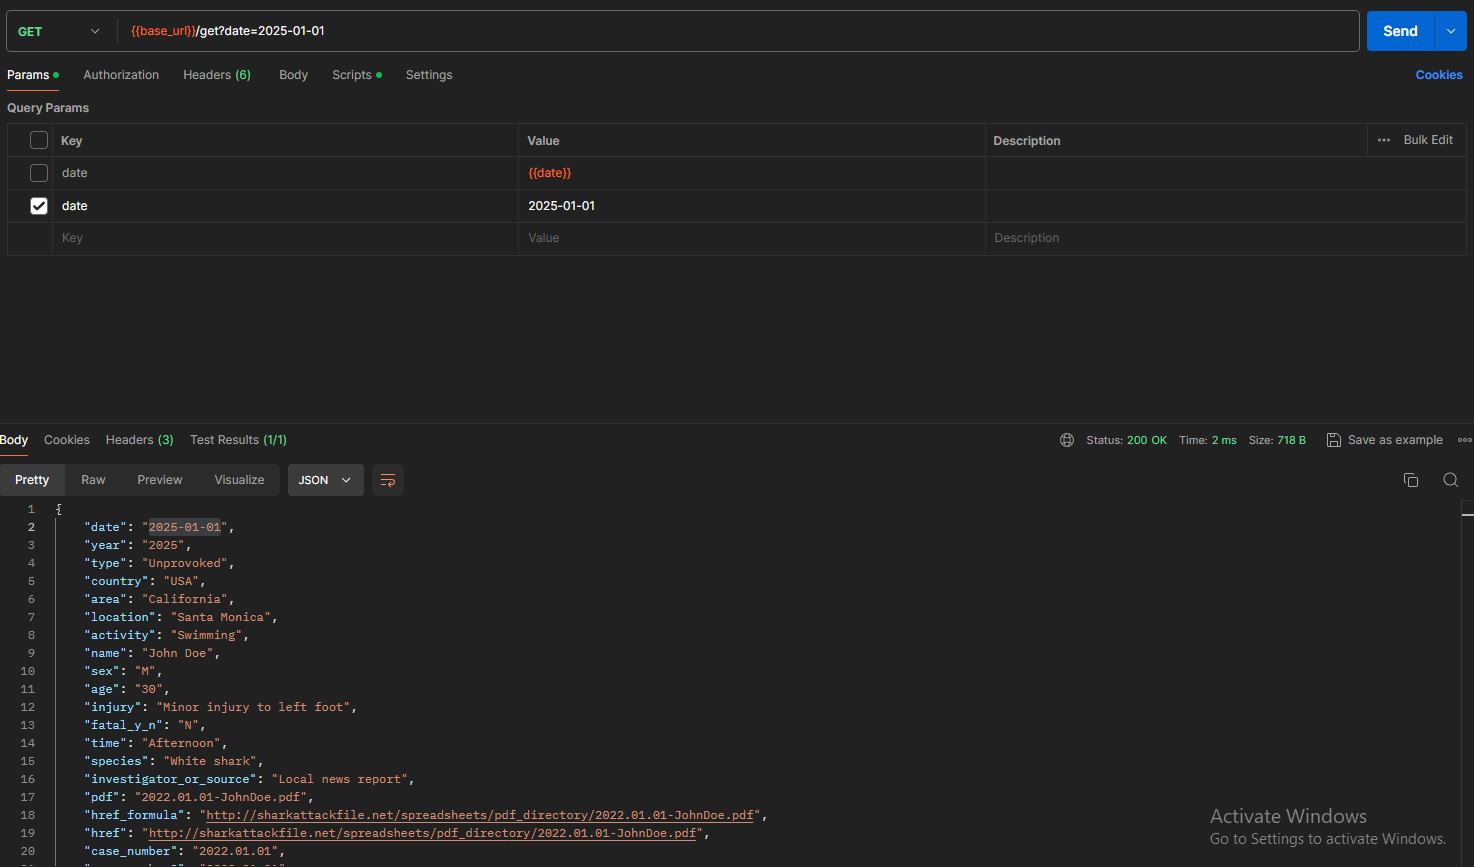 GET {{base_url}}/get?date=2025-01-01 Send
Params Authorization Headers (6) Body Scripts Settings Cookies
Query Params
Key Value Description ••• Bulk Edit
date {{date}}
date 2025-01-01
Key Value Description
Body Cookies Headers (3) Test Results (1/1) Status: 200 OK Time: 2 ms Size: 718 B Save as example
Pretty Raw Preview Visualize JSON
1 {
2 "date": "2025-01-01",
3 "year": "2025",
4 "type": "Unprovoked",
5 "country": "USA",
6 "area": "California",
7 "location": "Santa Monica",
8 "activity": "Swimming",
9 "name": "John Doe",
10 "sex": "M",
11 "age": "30",
12 "injury": "Minor injury to left foot",
13 "fatal_y_n": "N",
14 "time": "Afternoon",
15 "species": "White shark",
16 "investigator_or_source": "Local news report",
17 "pdf": "2022.01.01-JohnDoe.pdf",
18 "href_formula": "http://sharkattackfile.net/spreadsheets/pdf_directory/2022.01.01-JohnDoe.pdf",
19 "href": "http://sharkattackfile.net/spreadsheets/pdf_directory/2022.01.01-JohnDoe.pdf",
20 "case_number": "2022.01.01",
Activate Windows
Go to Settings to activate Windows.